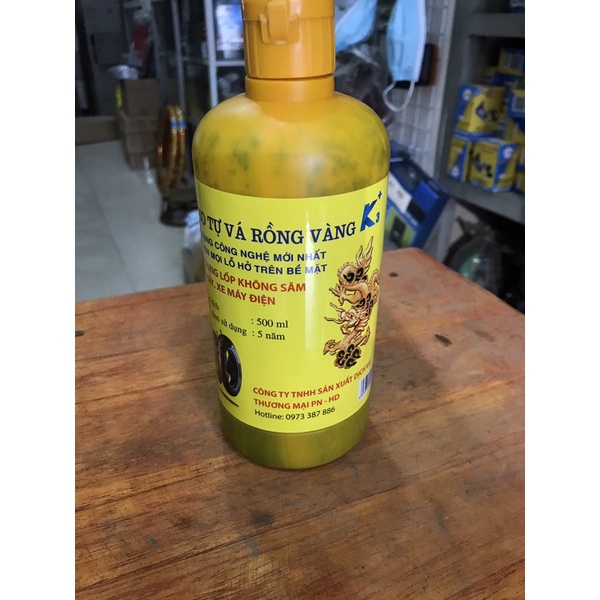 TỰ VÁ RỒNG VÀNG K3+
CÔNG NGHỆ MỚI NHẤT
MỌI LỖ HỞ TRÊN BỀ MẶT
LỐP KHÔNG SĂM
XE MÁY ĐIỆN
: 500 ml
sử dụng : 5 năm
CÔNG TY TNHH SẢN XUẤT DỊCH
THƯƠNG MẠI PN - HD
Hotline: 0973 387 886